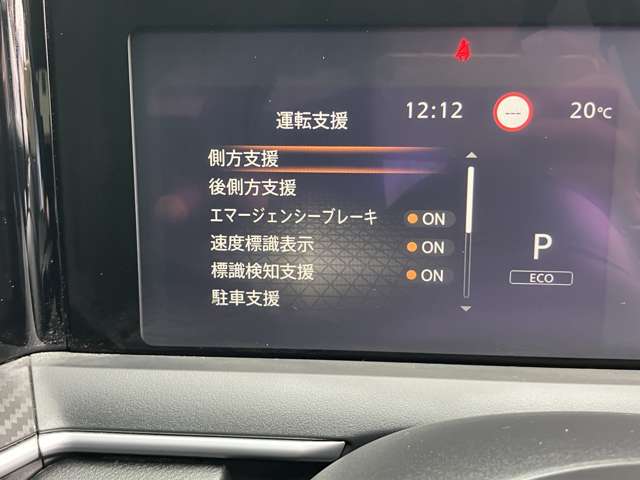 運転支援
12:12
---
20℃
側方支援
後側方支援
エマージェンシーブレーキ ON
速度標識表示 ON
標識検知支援 ON
駐車支援
P
ECO